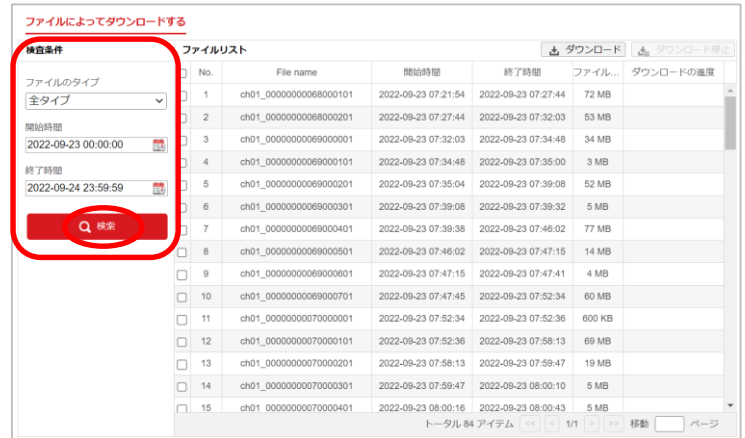 ファイルによってダウンロードする
検査条件
ファイルのタイプ
全タイプ
開始時間
2022-09-23 00:00:00
終了時間
2022-09-24 23:59:59
検索
ファイルリスト
ダウンロード ダウンロード停止
No. File name 開始時間 終了時間 ファイル... ダウンロードの進度
1 ch01_00000000068000101 2022-09-23 07:21:54 2022-09-23 07:27:44 72 MB
2 ch01_00000000068000201 2022-09-23 07:27:44 2022-09-23 07:32:03 53 MB
3 ch01_00000000069000001 2022-09-23 07:32:03 2022-09-23 07:34:48 34 MB
4 ch01_00000000069000101 2022-09-23 07:34:48 2022-09-23 07:35:00 3 MB
5 ch01_00000000069000201 2022-09-23 07:35:04 2022-09-23 07:39:08 52 MB
6 ch01_00000000069000301 2022-09-23 07:39:08 2022-09-23 07:39:32 5 MB
7 ch01_00000000069000401 2022-09-23 07:39:38 2022-09-23 07:46:02 77 MB
8 ch01_00000000069000501 2022-09-23 07:46:02 2022-09-23 07:47:15 14 MB
9 ch01_00000000069000601 2022-09-23 07:47:15 2022-09-23 07:47:41 4 MB
10 ch01_00000000069000701 2022-09-23 07:47:45 2022-09-23 07:52:34 60 MB
11 ch01_00000000070000001 2022-09-23 07:52:34 2022-09-23 07:52:36 600 KB
12 ch01_00000000070000101 2022-09-23 07:52:36 2022-09-23 07:58:13 69 MB
13 ch01_00000000070000201 2022-09-23 07:58:13 2022-09-23 07:59:47 19 MB
14 ch01_00000000070000301 2022-09-23 07:59:47 2022-09-23 08:00:10 5 MB
15 ch01_00000000070000401 2022-09-23 08:00:16 2022-09-23 08:00:43 5 MB
トータル 84 アイテム << < 1/1 > >> 移動 ページ